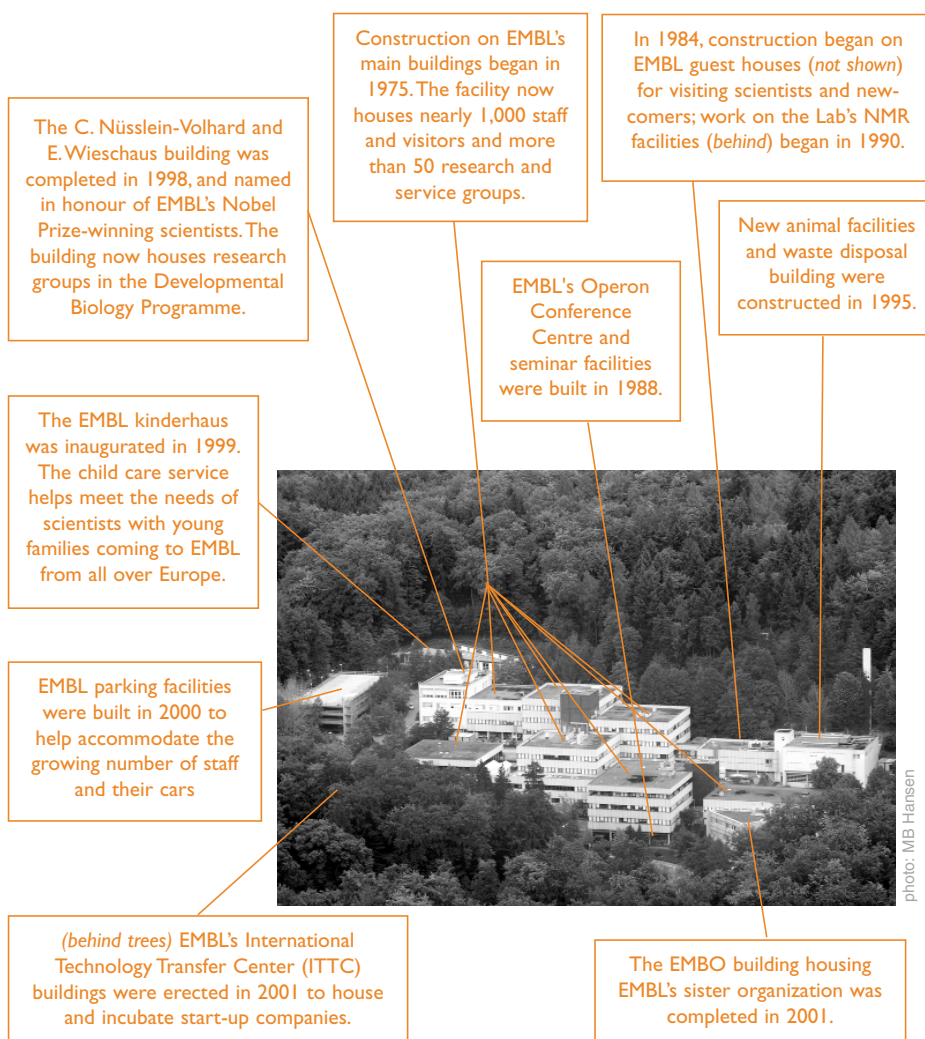 Construction on EMBL's
main buildings began in
1975. The facility now
houses nearly 1,000 staff
and visitors and more
than 50 research and
service groups.
In 1984, construction began on
EMBL guest houses (not shown)
for visiting scientists and new-
comers; work on the Lab's NMR
facilities (behind) began in 1990.
The C. Nüsslein-Volhard and
E. Wieschaus building was
completed in 1998, and named
in honour of EMBL's Nobel
Prize-winning scientists. The
building now houses research
groups in the Developmental
Biology Programme.
New animal facilities
and waste disposal
building were
constructed in 1995.
EMBL's Operon
Conference
Centre and
seminar facilities
were built in 1988.
The EMBL kinderhaus
was inaugurated in 1999.
The child care service
helps meet the needs of
scientists with young
families coming to EMBL
from all over Europe.
EMBL parking facilities
were built in 2000 to
help accommodate the
growing number of staff
and their cars
photo: MB Hansen
(behind trees) EMBL's International
Technology Transfer Center (ITTC)
buildings were erected in 2001 to house
and incubate start-up companies.
The EMBO building housing
EMBL's sister organization was
completed in 2001.